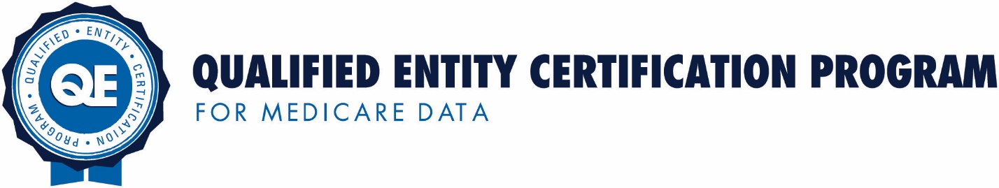 QUALIFIED • ENTITY • CERTIFICATION • PROGRAM •
QE
QUALIFIED ENTITY CERTIFICATION PROGRAM
FOR MEDICARE DATA